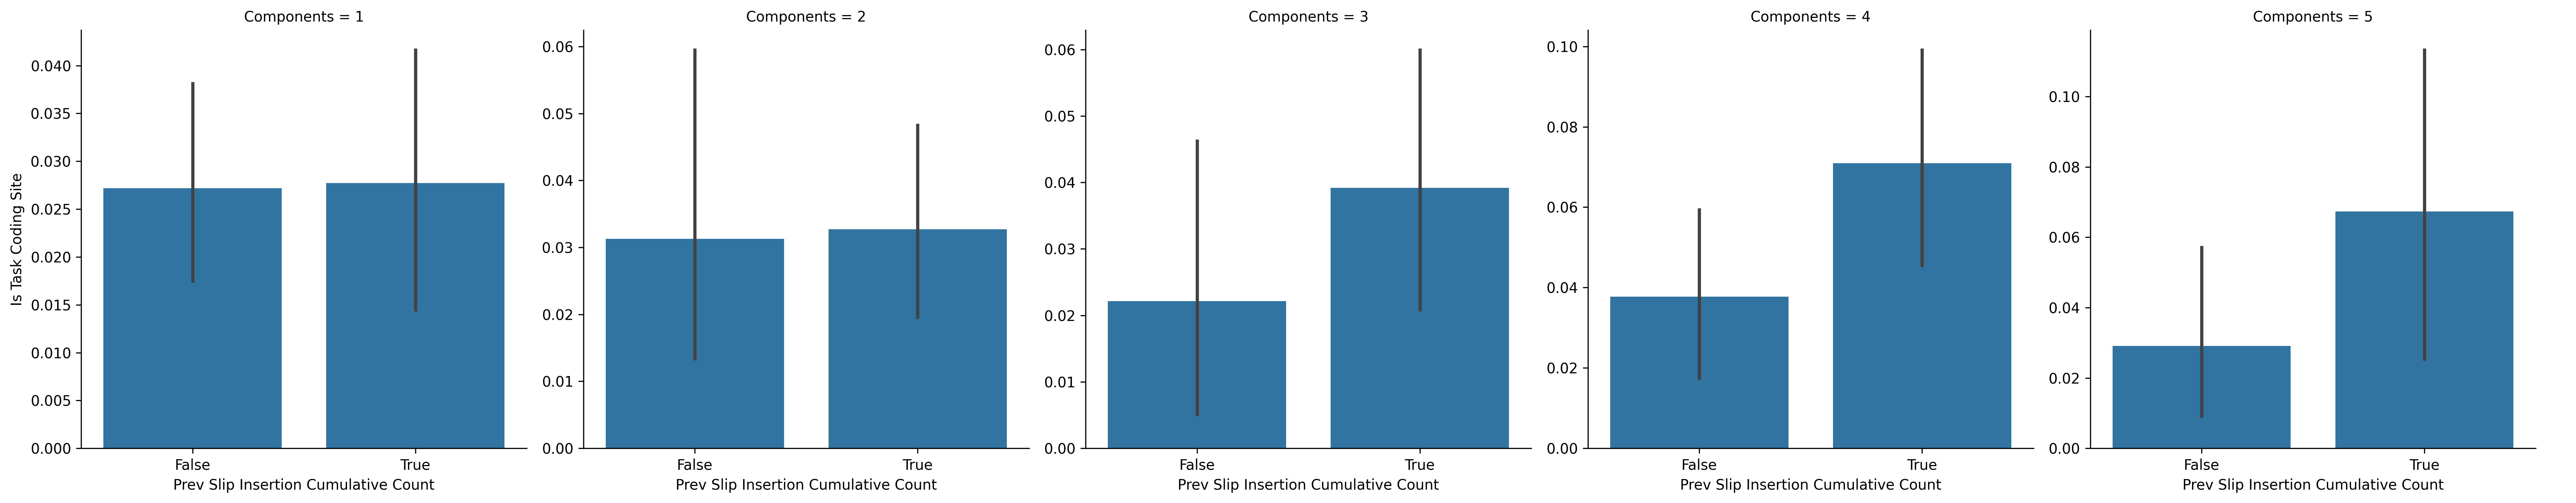 Components = 1
Components = 2
Components = 3
Components = 4
Components = 5
Is Task Coding Site
0.040
0.035
0.030
0.025
0.020
0.015
0.010
0.005
0.000
False
True
Prev Slip Insertion Cumulative Count
0.06
0.05
0.04
0.03
0.02
0.01
0.00
False
True
Prev Slip Insertion Cumulative Count
0.06
0.05
0.04
0.03
0.02
0.01
0.00
False
True
Prev Slip Insertion Cumulative Count
0.10
0.08
0.06
0.04
0.02
0.00
False
True
Prev Slip Insertion Cumulative Count
0.10
0.08
0.06
0.04
0.02
0.00
False
True
Prev Slip Insertion Cumulative Count